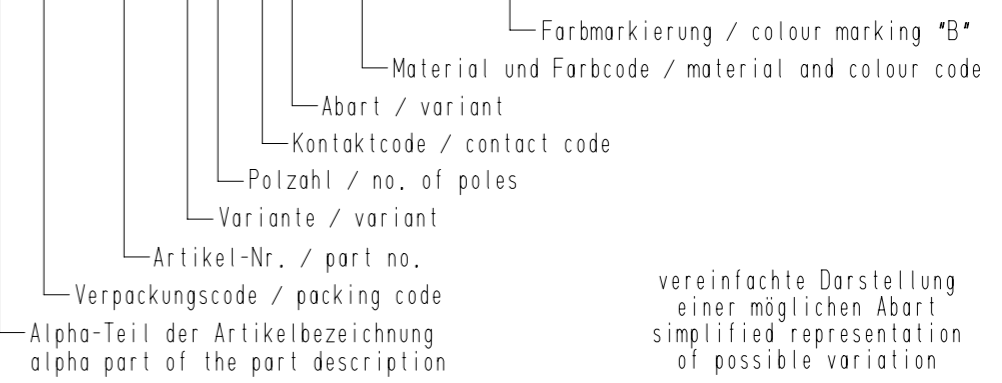 Farbmarkierung / colour marking "B"
Material und Farbcode / material and colour code
Abart / variant
Kontaktcode / contact code
Polzahl / no. of poles
Variante / variant
Artikel-Nr. / part no.
Verpackungscode / packing code
Alpha-Teil der Artikelbezeichnung
alpha part of the part description
vereinfachte Darstellung
einer möglichen Abart
simplified representation
of possible variation